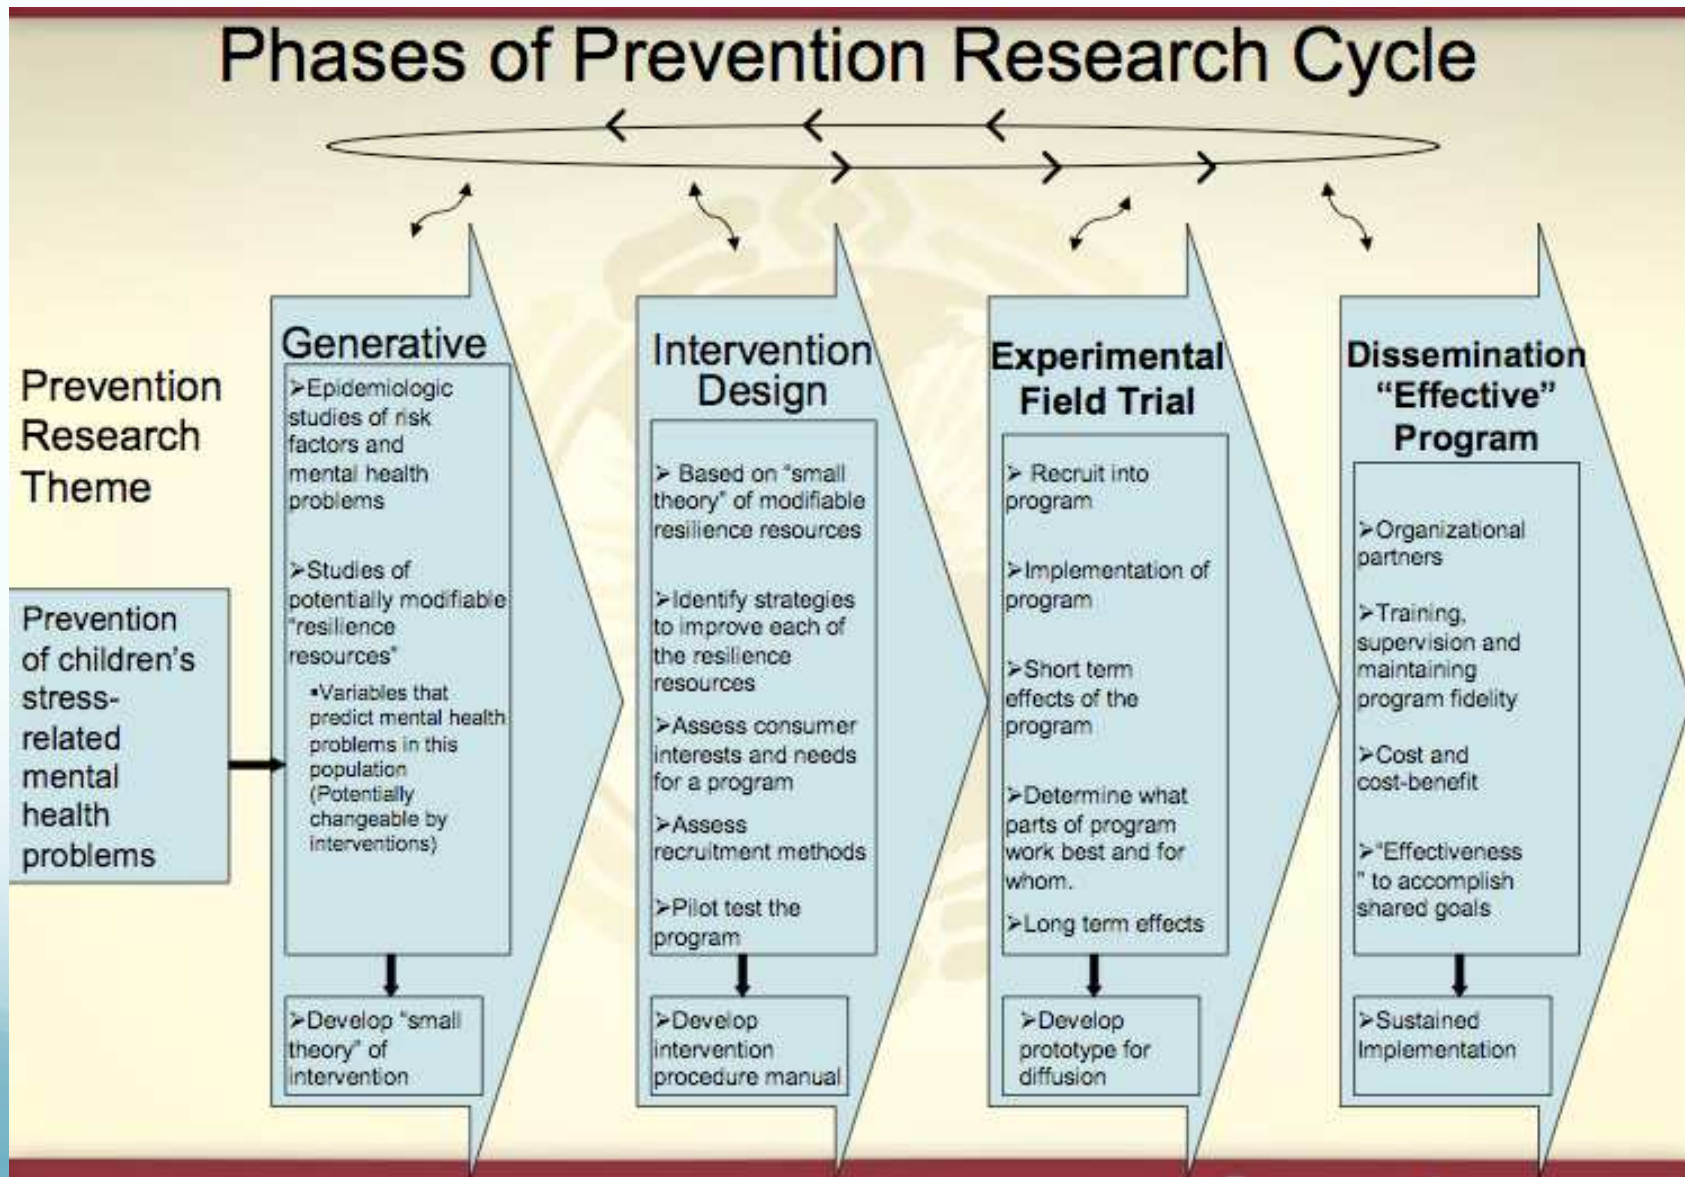 Phases of Prevention Research Cycle
Prevention
Research
Theme
Prevention
of children's
stress-
related
mental
health
problems
Generative
➢Epidemiologic
studies of risk
factors and
mental health
problems
➢Studies of
potentially modifiable
"resilience
resources"
▪Variables that
predict mental health
problems in this
population
(Potentially
changeable by
interventions)
➢Develop "small
theory" of
intervention
Intervention
Design
➢ Based on "small
theory" of modifiable
resilience resources
➢Identify strategies
to improve each of
the resilience
resources
➢Assess consumer
interests and needs
for a program
➢Assess
recruitment methods
➢Pilot test the
program
➢Develop
intervention
procedure manual
Experimental
Field Trial
➢ Recruit into
program
➢Implementation of
program
➢Short term
effects of the
program
➢Determine what
parts of program
work best and for
whom.
➢Long term effects
➢Develop
prototype for
diffusion
Dissemination
“Effective”
Program
➢Organizational
partners
➢Training,
supervision and
maintaining
program fidelity
➢Cost and
cost-benefit
➢"Effectiveness
" to accomplish
shared goals
➢Sustained
Implementation